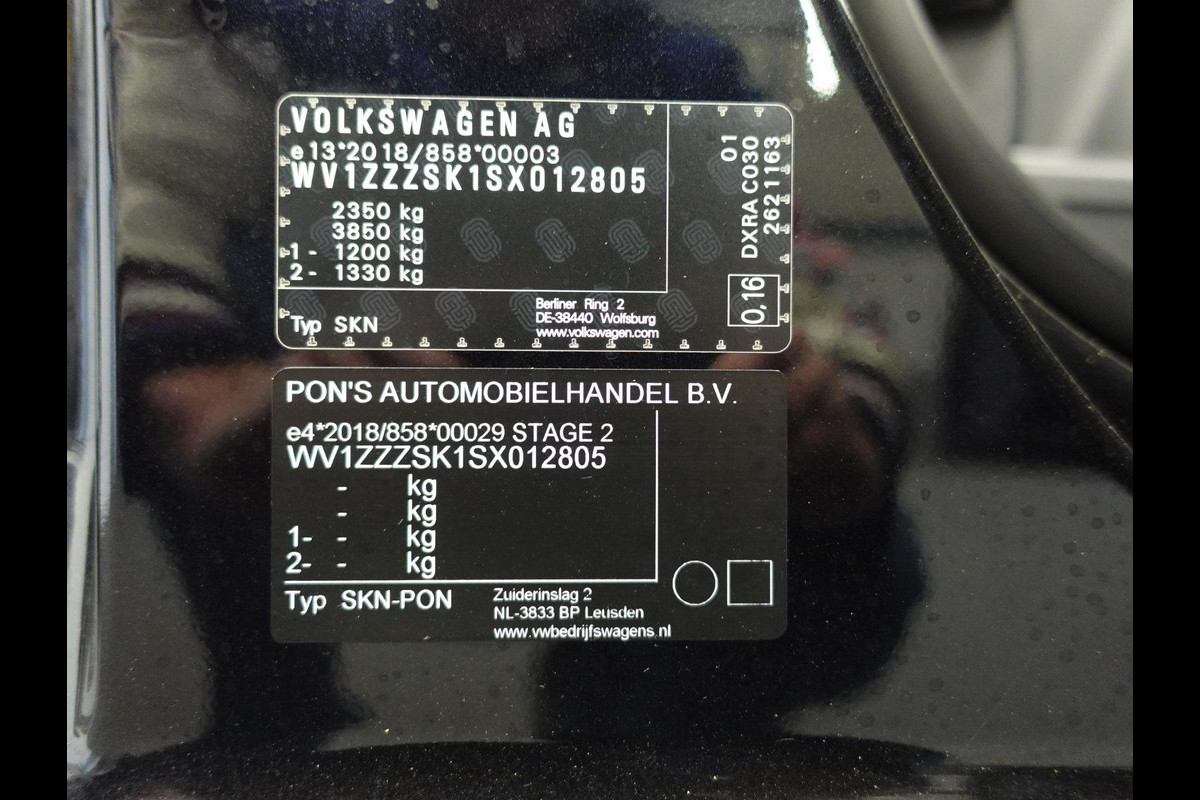 VOLKSWAGEN AG
e13*2018/858*00003
WV1ZZZSK1SX012805
2350 kg
3850 kg
1- 1200 kg
2- 1330 kg
Typ SKN
Berliner Ring 2
DE-38440 Wolfsburg
www.volkswagen.com
01
DXRA C030
2621163
0,16
PON'S AUTOMOBIELHANDEL B.V.
e4*2018/858*00029 STAGE 2
WV1ZZZSK1SX012805
- kg
- kg
1- - kg
2- - kg
Typ SKN-PON
Zuiderinslag 2
NL-3833 BP Leusden
www.vwbedrijfswagens.nl